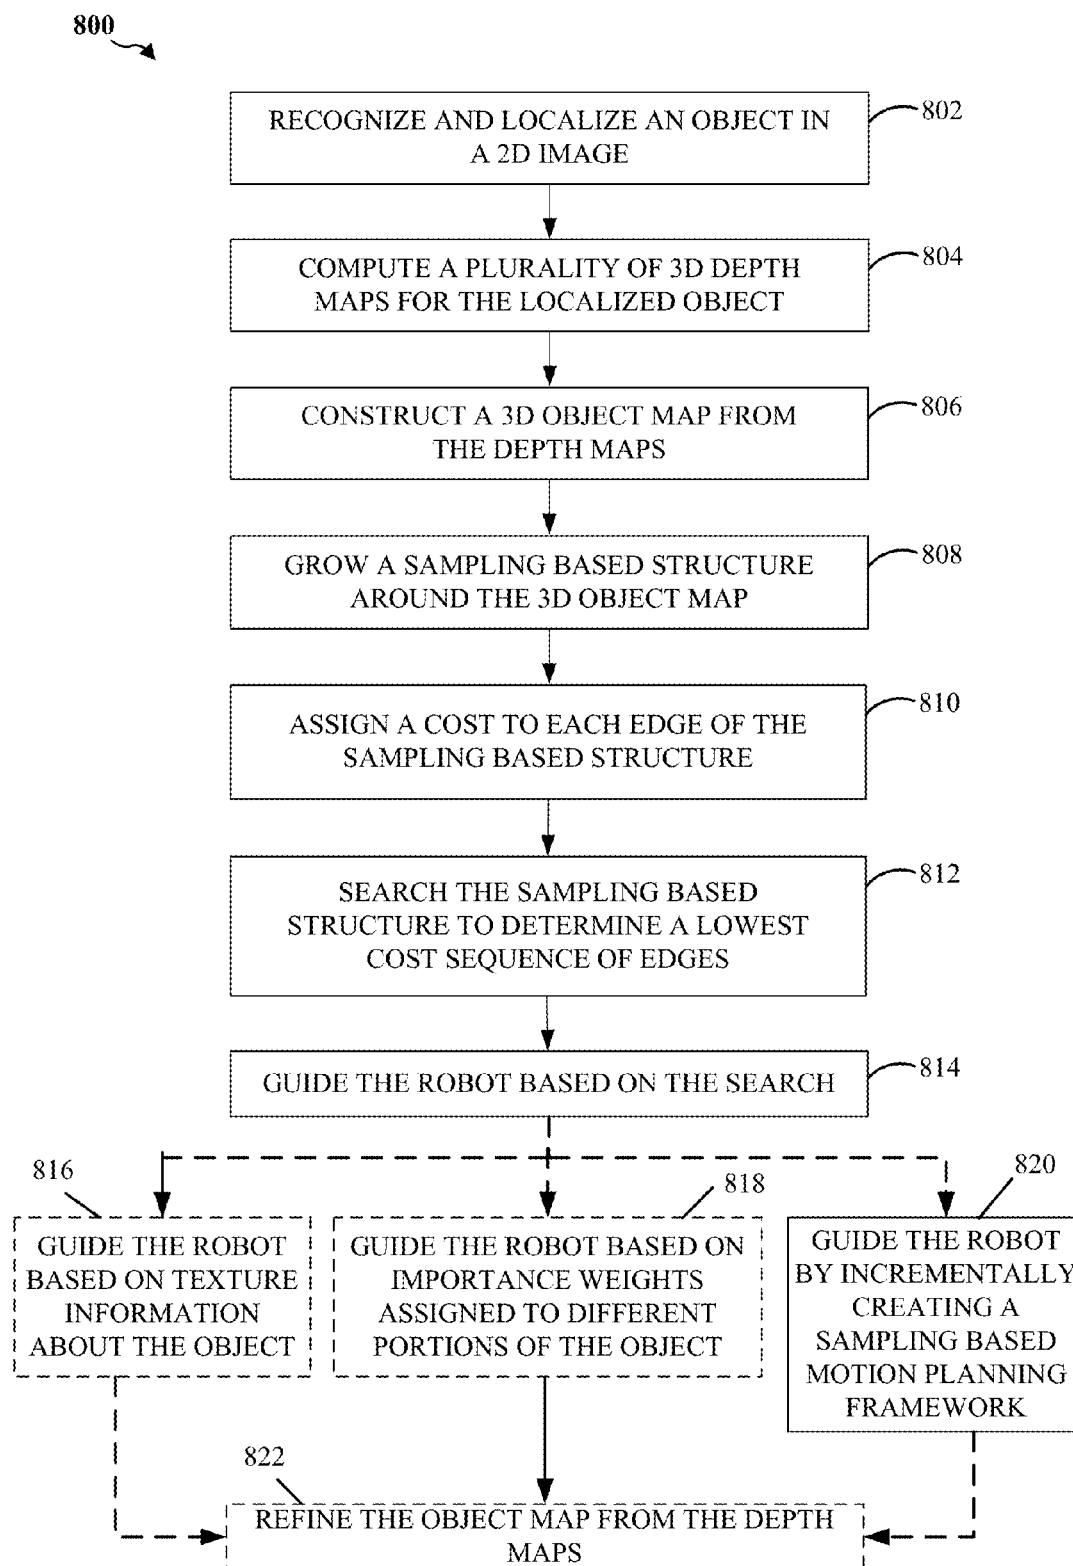 800
RECOGNIZE AND LOCALIZE AN OBJECT IN
A 2D IMAGE
802
COMPUTE A PLURALITY OF 3D DEPTH
MAPS FOR THE LOCALIZED OBJECT
804
CONSTRUCT A 3D OBJECT MAP FROM
THE DEPTH MAPS
806
GROW A SAMPLING BASED STRUCTURE
AROUND THE 3D OBJECT MAP
808
ASSIGN A COST TO EACH EDGE OF THE
SAMPLING BASED STRUCTURE
810
SEARCH THE SAMPLING BASED
STRUCTURE TO DETERMINE A LOWEST
COST SEQUENCE OF EDGES
812
GUIDE THE ROBOT BASED ON THE SEARCH
814
816
GUIDE THE ROBOT
BASED ON TEXTURE
INFORMATION
ABOUT THE OBJECT
818
GUIDE THE ROBOT BASED ON
IMPORTANCE WEIGHTS
ASSIGNED TO DIFFERENT
PORTIONS OF THE OBJECT
820
GUIDE THE ROBOT
BY INCREMENTALLY
CREATING A
SAMPLING BASED
MOTION PLANNING
FRAMEWORK
822
REFINE THE OBJECT MAP FROM THE DEPTH
MAPS